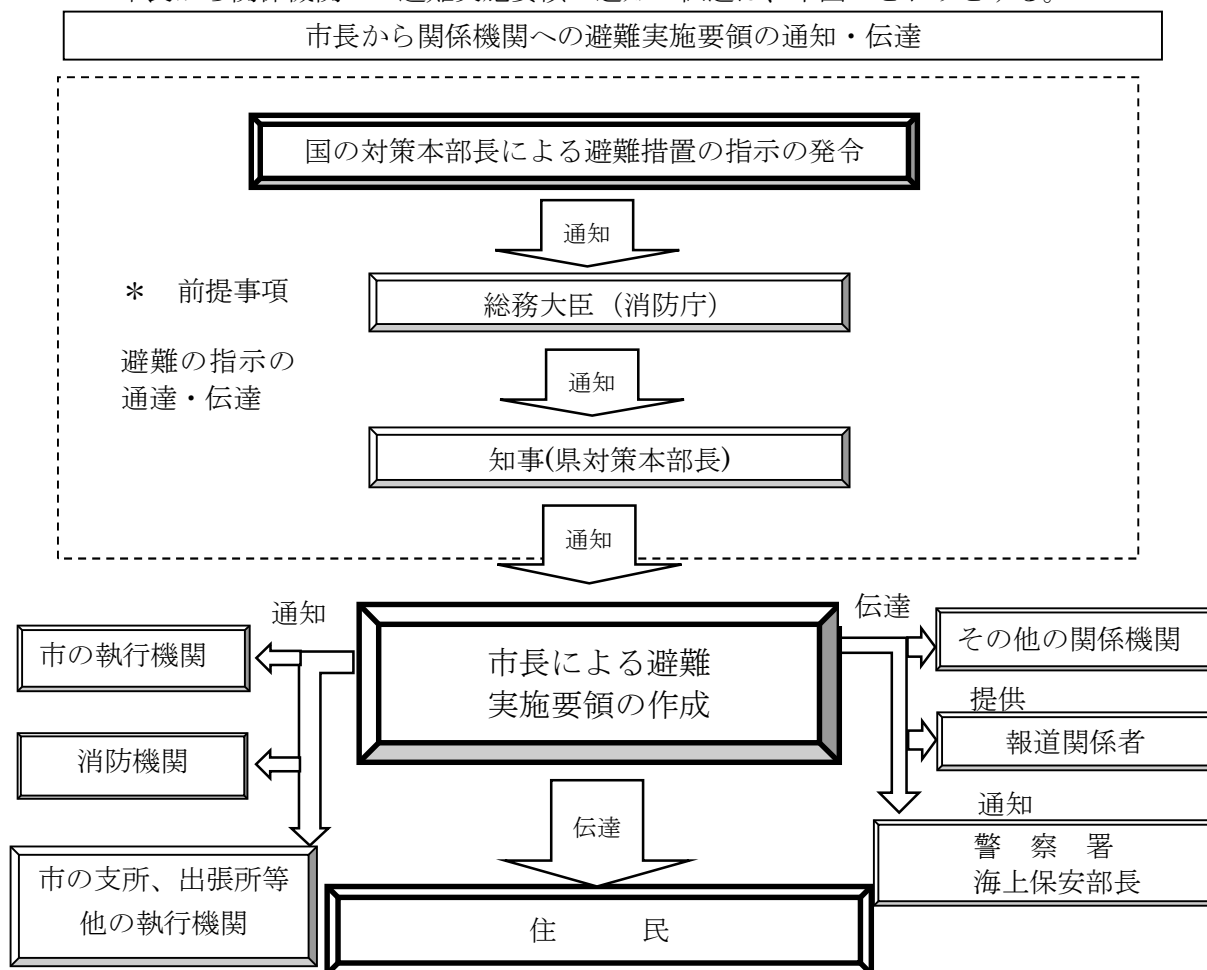 市長から関係機関への避難実施要領の通知・伝達
国の対策本部長による避難措置の指示の発令
通知
総務大臣（消防庁）
＊　前提事項
避難の指示の
通達・伝達
通知
知事(県対策本部長)
通知
通知
伝達
市の執行機関
市長による避難
実施要領の作成
その他の関係機関
提供
消防機関
報道関係者
伝達
通知
市の支所、出張所等
他の執行機関
警　察　署
海上保安部長
住　　　民